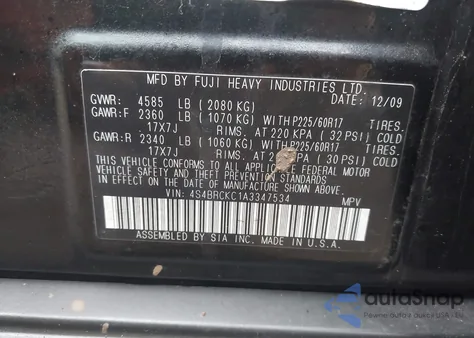 MFD BY FUJI HEAVY INDUSTRIES LTD.
GVWR: 4585 LB (2080 KG) DATE: 12/09
GAWR:F 2360 LB (1070 KG) WITH P225/60R17 TIRES.
17X7J RIMS. AT 220 KPA (32 PSI) COLD
GAWR:R 2340 LB (1060 KG) WITH P225/60R17 TIRES.
17X7J RIMS. AT 2 PA (30 PSI) COLD
THIS VEHICLE CONFORMS TO ALL APPLICABLE FEDERAL MOTOR
VEHICLE SAFETY STANDARDS IN EFFECT ON THE DATE OF
MANUFACTURE SHOWN ABOVE.
VIN: 4S4BRCKC1A3347534 MPV
ASSEMBLED BY SIA INC. MADE IN U.S.A.
autoSnap